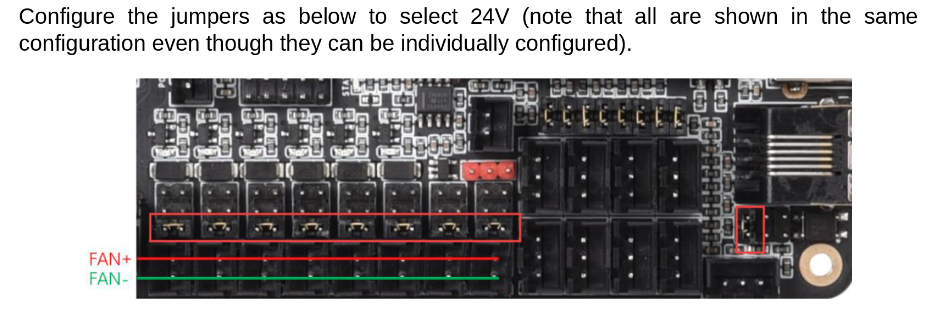 Configure the jumpers as below to select 24V (note that all are shown in the same
configuration even though they can be individually configured).
FAN+
FAN-